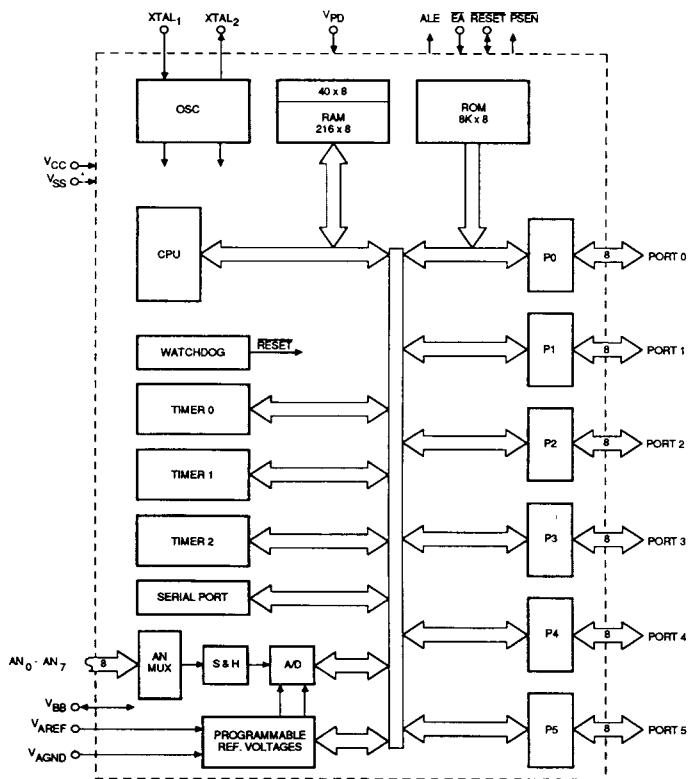 XTAL1 XTAL2 VPD ALE EA RESET PSEN
OSC
40 x 8
RAM
216 x 8
ROM
8K x 8
VCC
VSS
CPU
P0
8
PORT 0
WATCHDOG
RESET
P1
8
PORT 1
TIMER 0
P2
8
PORT 2
TIMER 1
TIMER 2
P3
8
PORT 3
SERIAL PORT
AN0 - AN7
8
AN
MUX
S & H
A/D
P4
8
PORT 4
VBB
VAREF
VAGND
PROGRAMMABLE
REF. VOLTAGES
P5
8
PORT 5